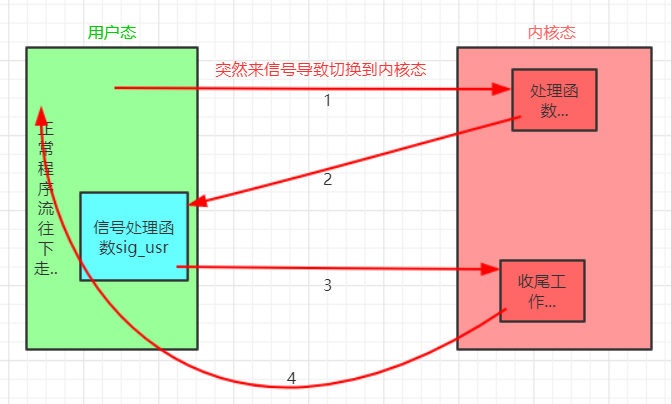 用户态
内核态
突然来信号导致切换到内核态
1
处理函
数...
2
正
常
程
序
流
往
下
走..
信号处理函
数sig_usr
3
收尾工
作...
4